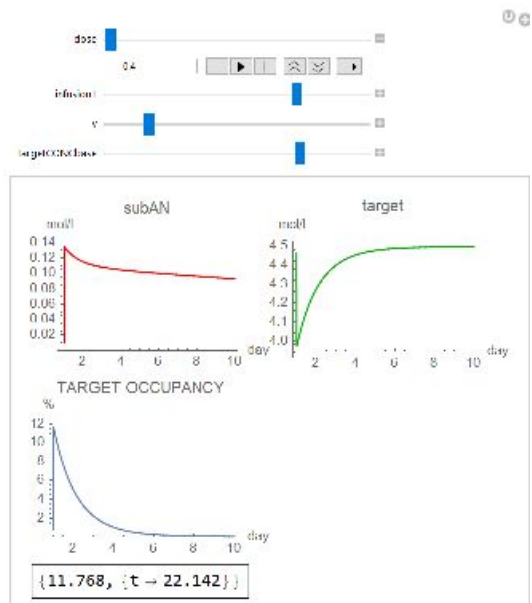 dose
0.4
infusionT
v
targetCONCbase
subAN
mol/l
0.14
0.12
0.10
0.08
0.06
0.04
0.02
2 4 6 8 10 day
target
mol/l
4.5
4.4
4.3
4.2
4.1
4.0
2 4 6 8 10 day
TARGET OCCUPANCY
%
12
10
8
6
4
2
2 4 6 8 10 day
{11.768, {t → 22.142}}